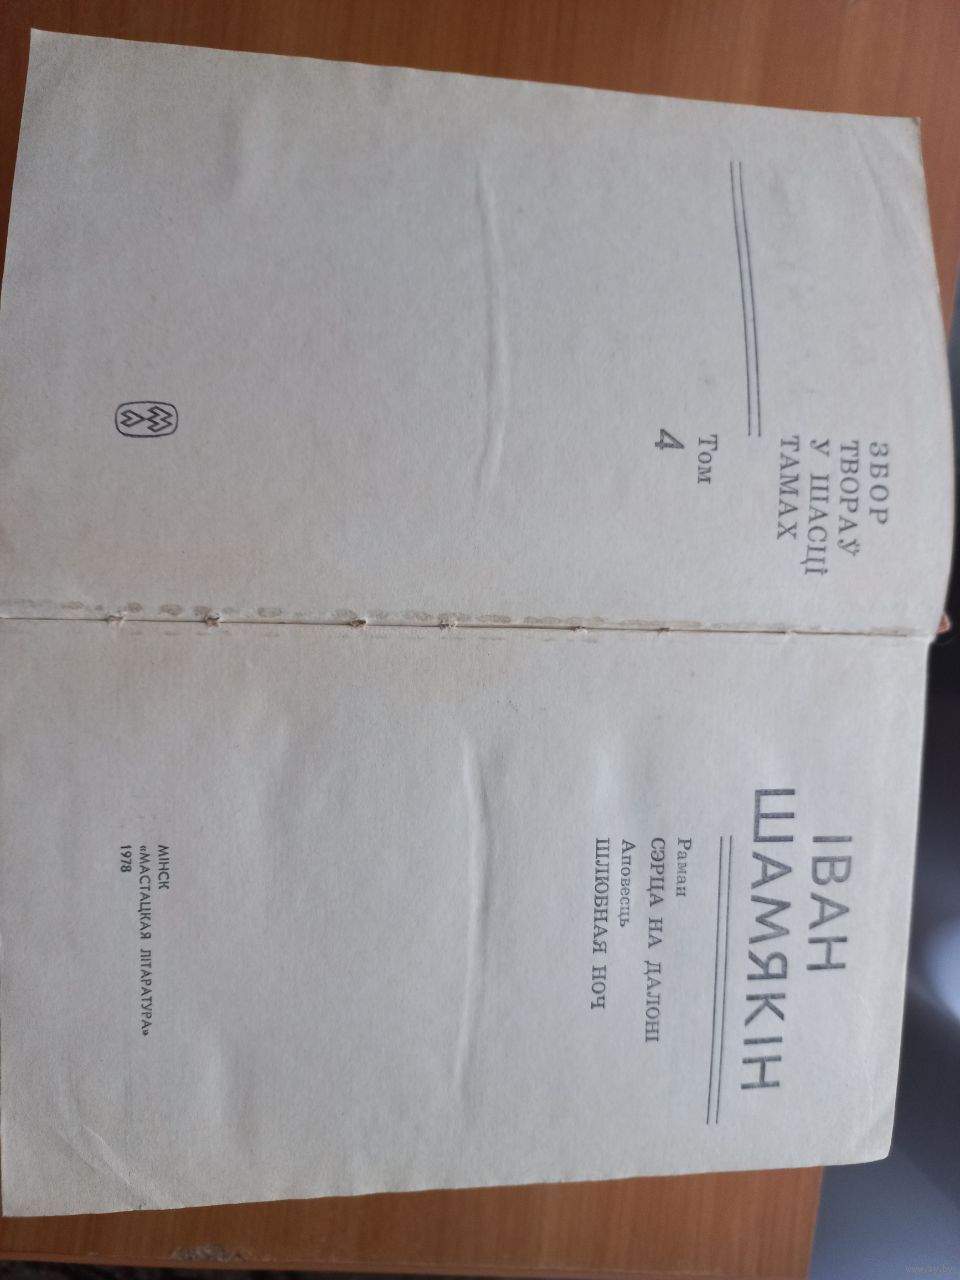 ЗБОР
ТВОРАЎ
У ШАСЦІ
ТАМАХ
Том
4
ІВАН
ШАМЯКІН
Раман
СЭРЦА НА ДАЛОНІ
Аповесць
ШЛЮБНАЯ НОЧ
МІНСК
«МАСТАЦКАЯ ЛІТАРАТУРА»
1978